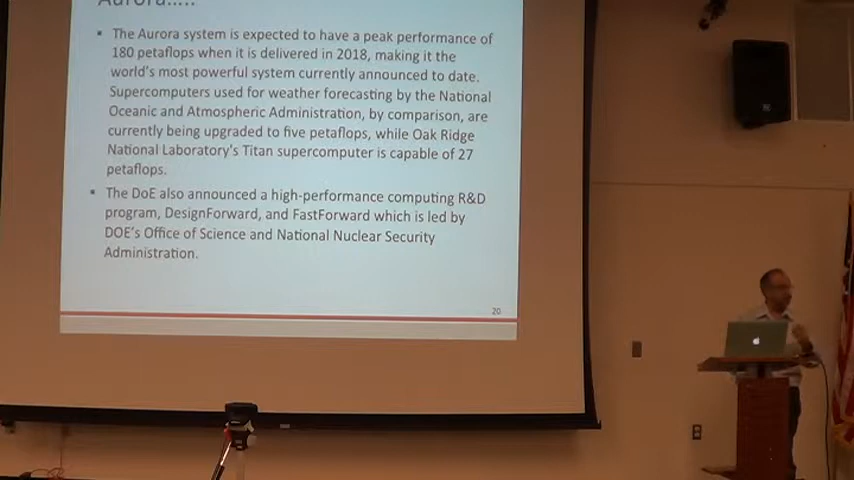 Aurora.....
▪ The Aurora system is expected to have a peak performance of
180 petaflops when it is delivered in 2018, making it the
world's most powerful system currently announced to date.
Supercomputers used for weather forecasting by the National
Oceanic and Atmospheric Administration, by comparison, are
currently being upgraded to five petaflops, while Oak Ridge
National Laboratory's Titan supercomputer is capable of 27
petaflops.
▪ The DoE also announced a high-performance computing R&D
program, DesignForward, and FastForward which is led by
DOE's Office of Science and National Nuclear Security
Administration.
20